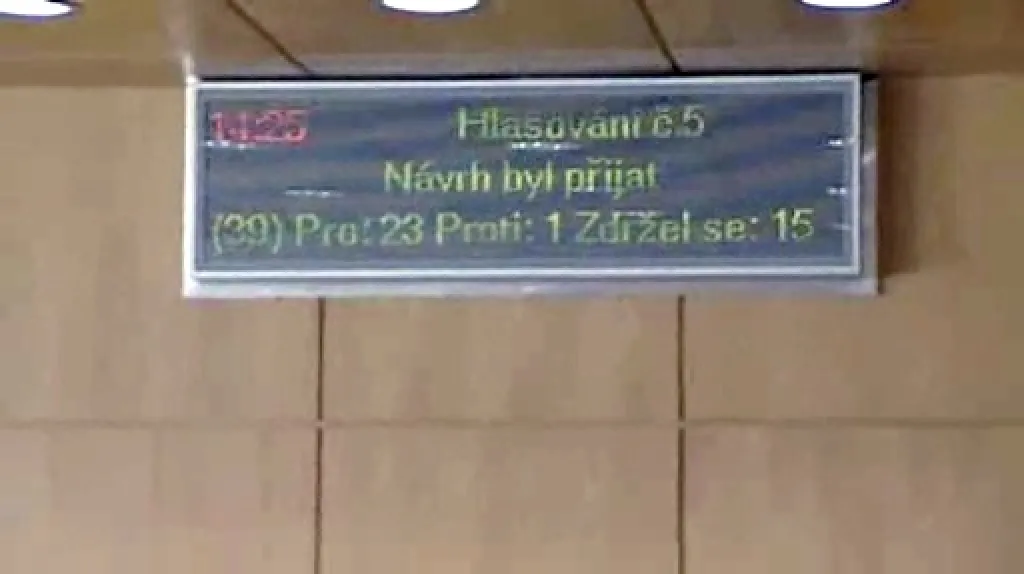 14:25 Hlasování č.5
Návrh byl přijat
(39) Pro: 23 Proti: 1 Zdržel se: 15